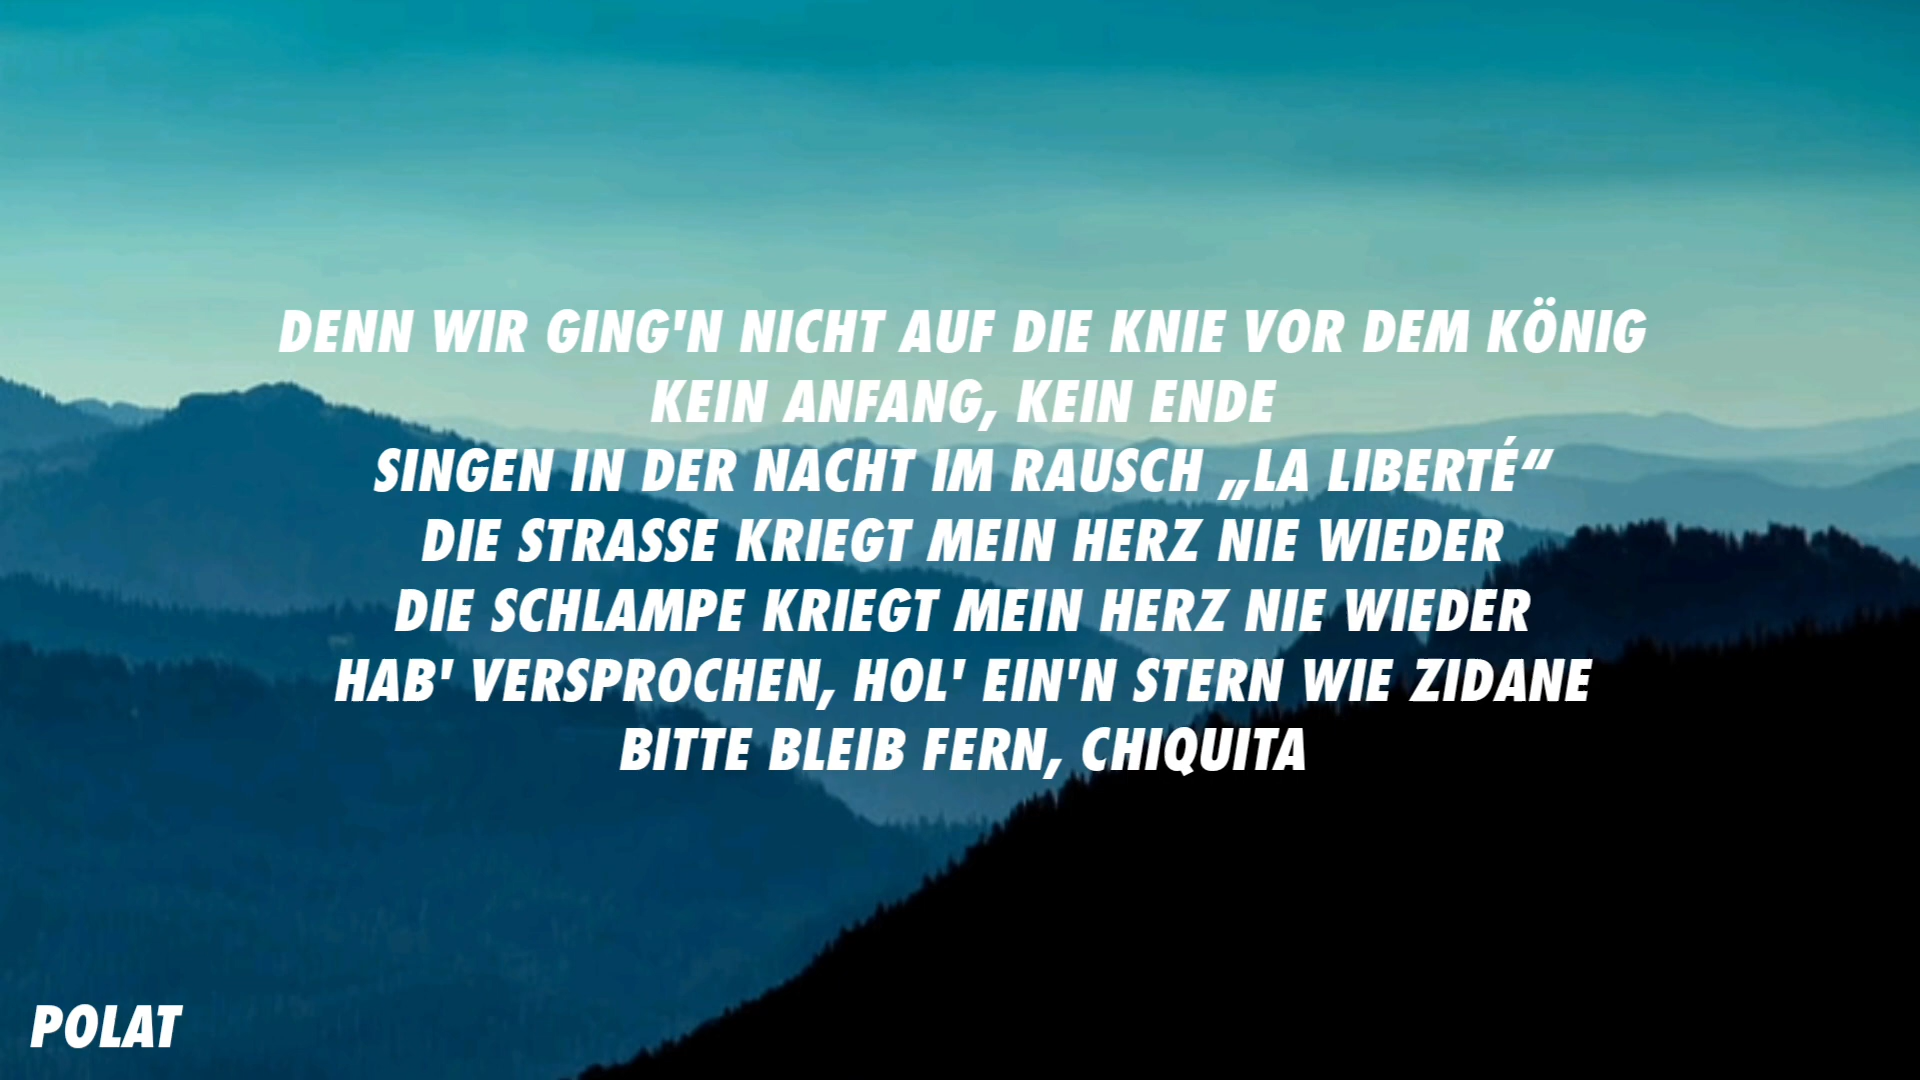 DENN WIR GING'N NICHT AUF DIE KNIE VOR DEM KÖNIG
KEIN ANFANG, KEIN ENDE
SINGEN IN DER NACHT IM RAUSCH „LA LIBERTÉ“
DIE STRASSE KRIEGT MEIN HERZ NIE WIEDER
DIE SCHLAMPE KRIEGT MEIN HERZ NIE WIEDER
HAB' VERSPROCHEN, HOL' EIN'N STERN WIE ZIDANE
BITTE BLEIB FERN, CHIQUITA
POLAT